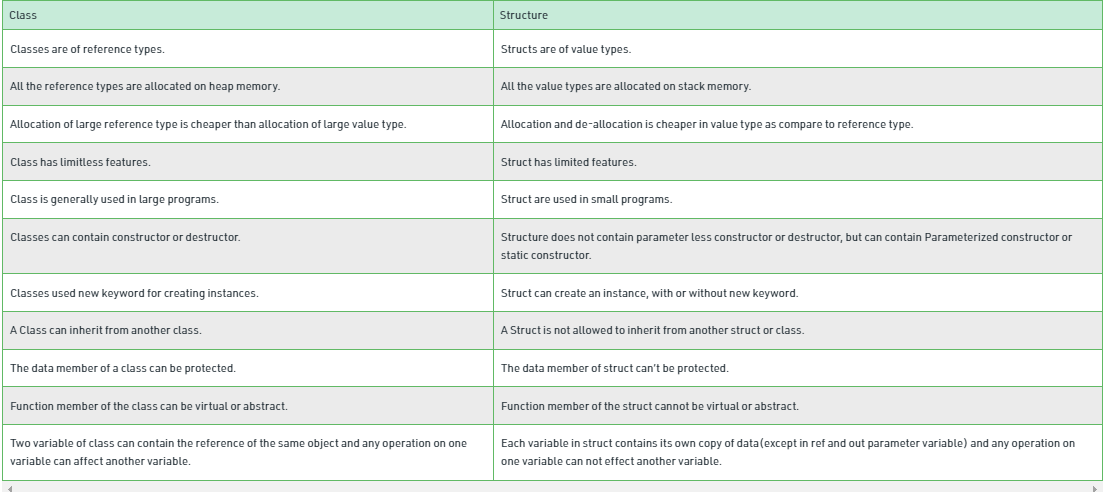 Class
Structure
Classes are of reference types.
Structs are of value types.
All the reference types are allocated on heap memory.
All the value types are allocated on stack memory.
Allocation of large reference type is cheaper than allocation of large value type.
Allocation and de-allocation is cheaper in value type as compare to reference type.
Class has limitless features.
Struct has limited features.
Class is generally used in large programs.
Struct are used in small programs.
Classes can contain constructor or destructor.
Structure does not contain parameter less constructor or destructor, but can contain Parameterized constructor or
static constructor.
Classes used new keyword for creating instances.
Struct can create an instance, with or without new keyword.
A Class can inherit from another class.
A Struct is not allowed to inherit from another struct or class.
The data member of a class can be protected.
The data member of struct can't be protected.
Function member of the class can be virtual or abstract.
Function member of the struct cannot be virtual or abstract.
Two variable of class can contain the reference of the same object and any operation on one
variable can affect another variable.
Each variable in struct contains its own copy of data(except in ref and out parameter variable) and any operation on
one variable can not effect another variable.